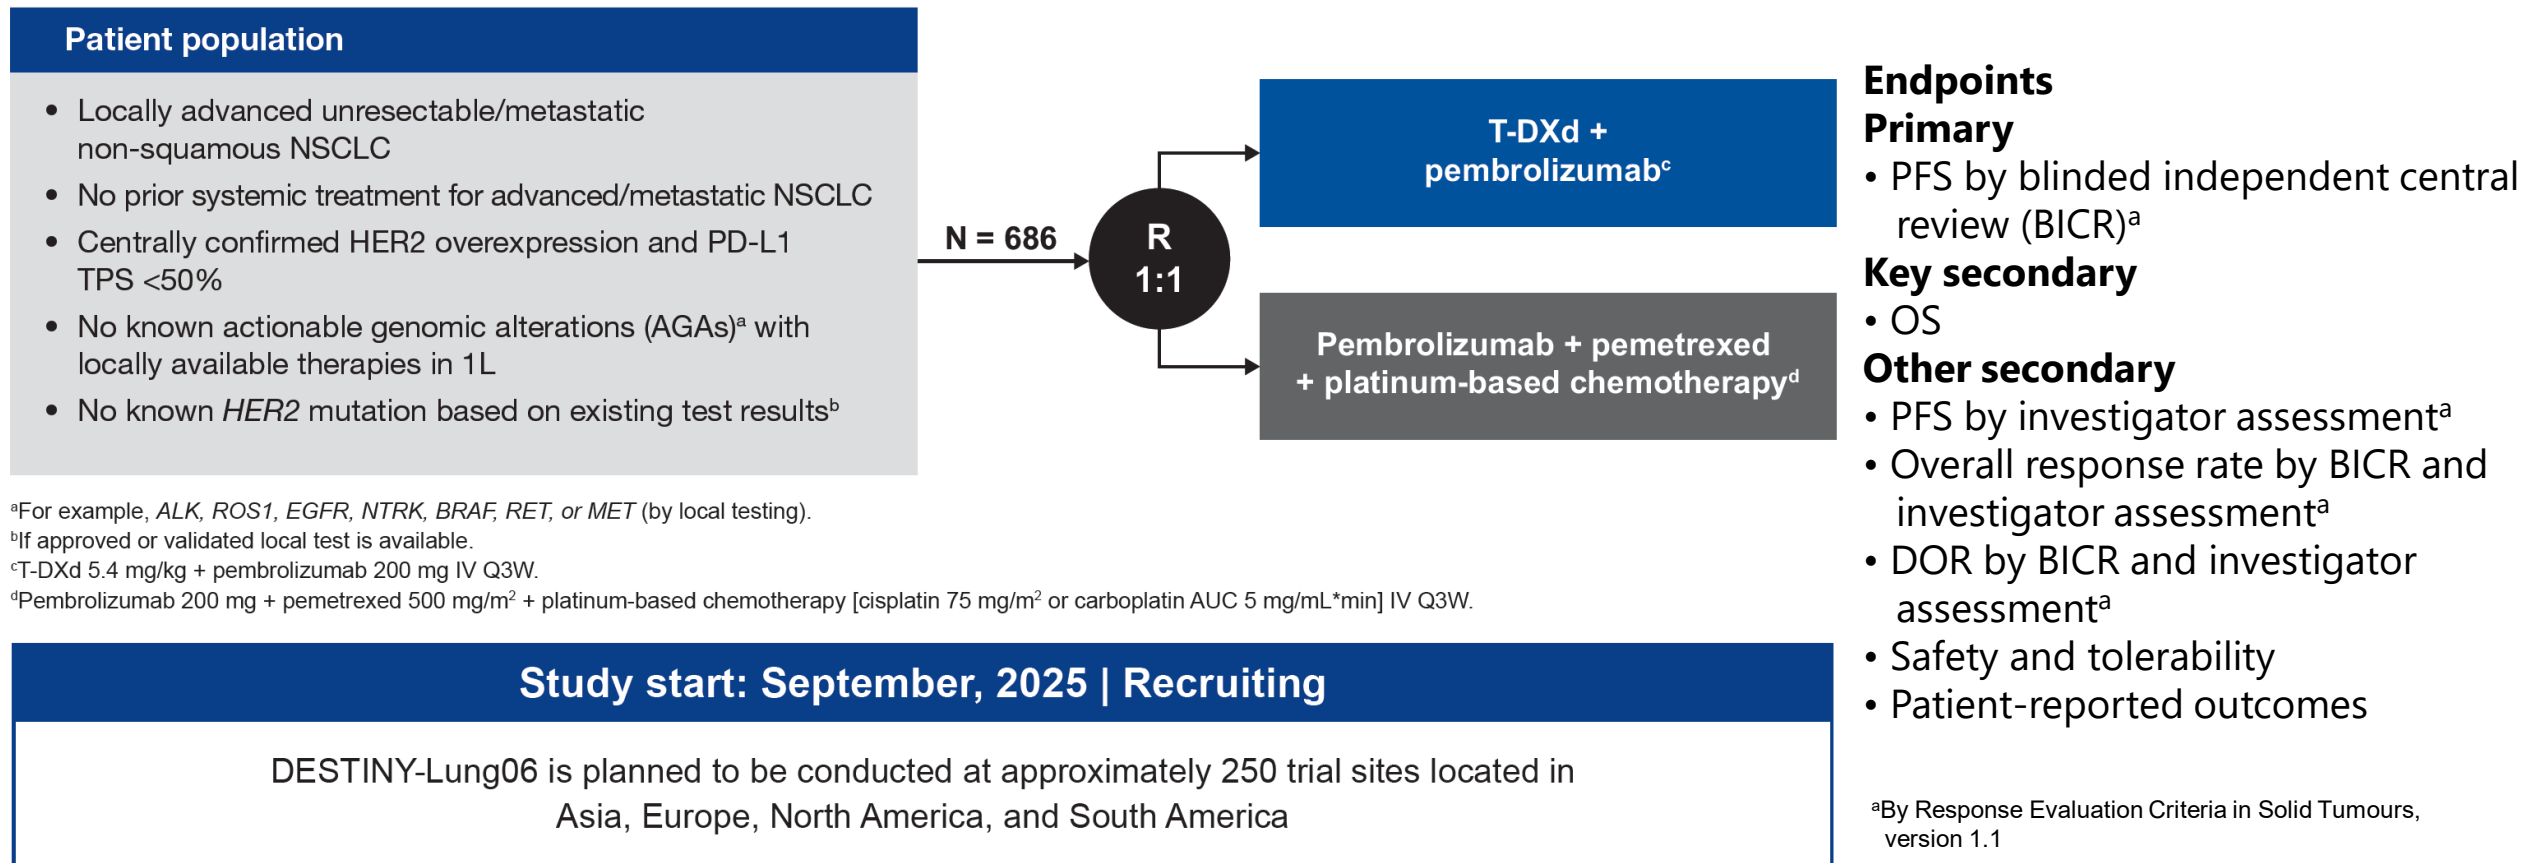 Patient population
• Locally advanced unresectable/metastatic
non-squamous NSCLC
• No prior systemic treatment for advanced/metastatic NSCLC
• Centrally confirmed HER2 overexpression and PD-L1
TPS <50%
• No known actionable genomic alterations (AGAs)ᵃ with
locally available therapies in 1L
• No known HER2 mutation based on existing test resultsᵇ
N = 686
R
1:1
T-DXd +
pembrolizumabᶜ
Pembrolizumab + pemetrexed
+ platinum-based chemotherapyᵈ
ᵃFor example, ALK, ROS1, EGFR, NTRK, BRAF, RET, or MET (by local testing).
ᵇIf approved or validated local test is available.
ᶜT-DXd 5.4 mg/kg + pembrolizumab 200 mg IV Q3W.
ᵈPembrolizumab 200 mg + pemetrexed 500 mg/m² + platinum-based chemotherapy [cisplatin 75 mg/m² or carboplatin AUC 5 mg/mL*min] IV Q3W.
Study start: September, 2025 | Recruiting
DESTINY-Lung06 is planned to be conducted at approximately 250 trial sites located in
Asia, Europe, North America, and South America
Endpoints
Primary
• PFS by blinded independent central
review (BICR)ᵃ
Key secondary
• OS
Other secondary
• PFS by investigator assessmentᵃ
• Overall response rate by BICR and
investigator assessmentᵃ
• DOR by BICR and investigator
assessmentᵃ
• Safety and tolerability
• Patient-reported outcomes
ᵃBy Response Evaluation Criteria in Solid Tumours,
version 1.1